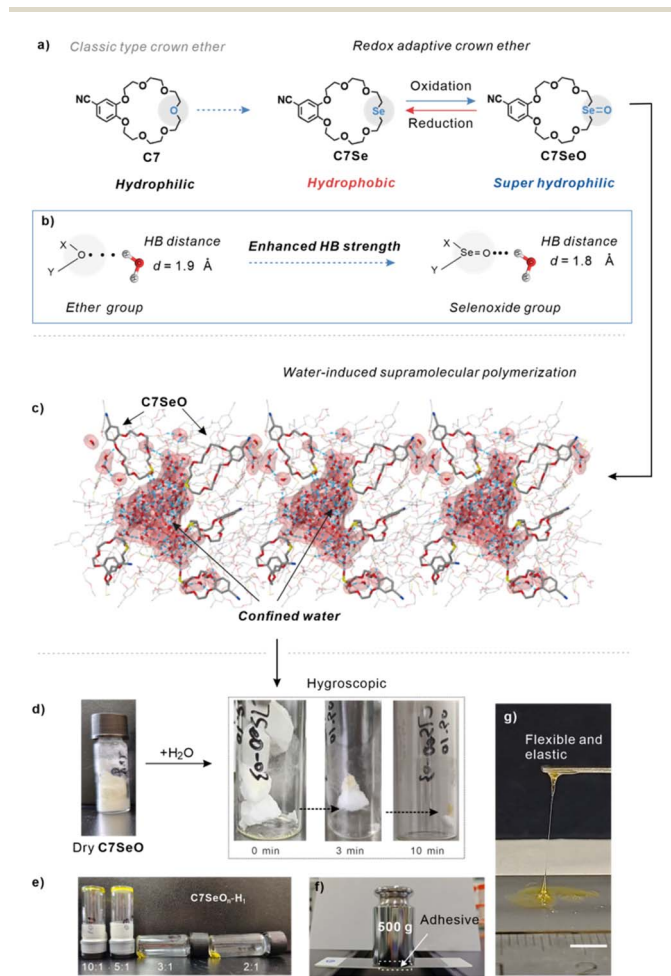 a)
Classic type crown ether
Redox adaptive crown ether
NC
O
O
O
O
O
O
O
C7
Hydrophilic
NC
O
O
O
O
O
O
Se
C7Se
Hydrophobic
Oxidation
Reduction
NC
O
O
O
O
O
O
Se=O
C7SeO
Super hydrophilic
b)
X
Y
O
H
H
HB distance
d = 1.9 Å
Ether group
Enhanced HB strength
X
Y
Se=O
H
H
HB distance
d = 1.8 Å
Selenoxide group
Water-induced supramolecular polymerization
c)
C7SeO
Confined water
d)
Dry C7SeO
+H₂O
Hygroscopic
0 min
3 min
10 min
g)
Flexible and
elastic
e)
C7SeOₙ-H₁
10:1
5:1
3:1
2:1
f)
500 g
Adhesive